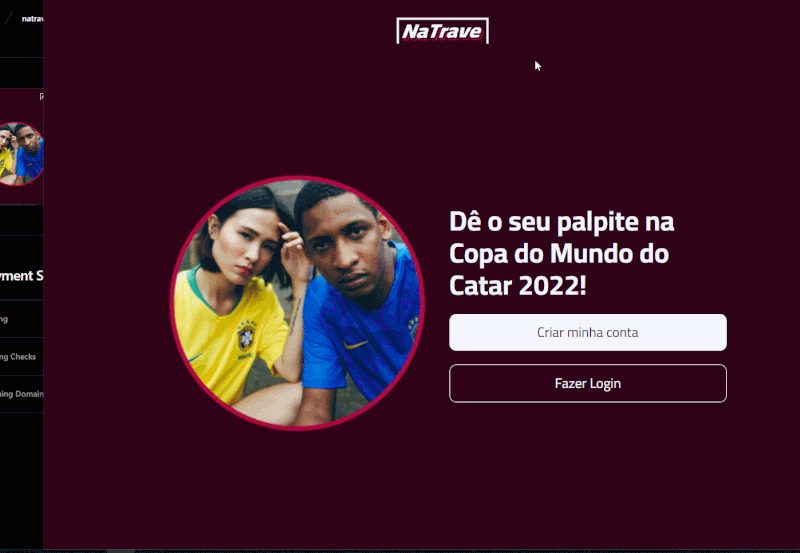 natrav
NaTrave
Dê o seu palpite na
Copa do Mundo do
Catar 2022!
Criar minha conta
Fazer Login
yment S
ng
ng Checks
ning Domain